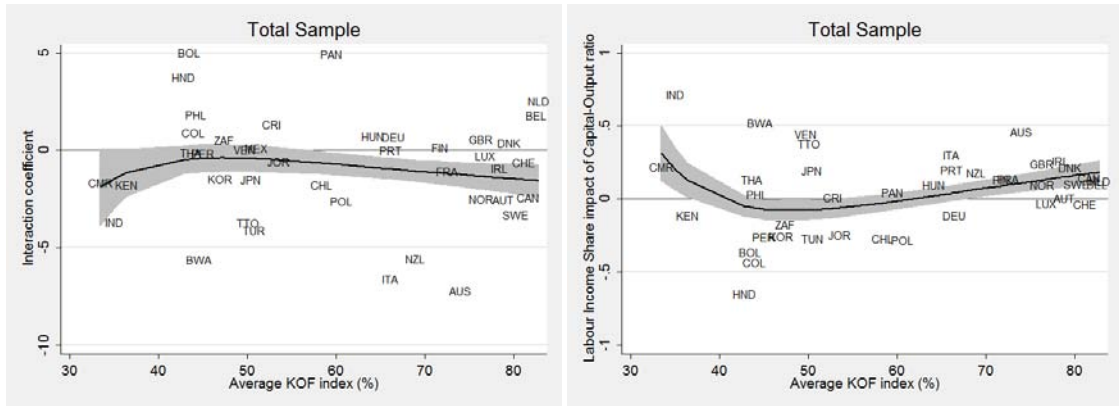 Total Sample
Interaction coefficient
5
0
-5
-10
BOL
PAN
HND
NLD
PHL
BEL
CRI
COL
HUN
DEU
ZAF
GBR
DNK
THA
PER
VEN
MEX
PRT
FIN
LUX
JOR
CHE
FRA
IRL
CMR
KEN
KOR
JPN
CHL
POL
NOR
AUT
CAN
SWE
IND
TTO
TUR
BWA
NZL
ITA
AUS
30 40 50 60 70 80
Average KOF index (%)
Total Sample
Labour Income Share impact of Capital-Output ratio
1
.5
0
-.5
-1
IND
BWA
VEN
AUS
TTO
ITA
CMR
JPN
PRT
NZL
GBR
IRL
DNK
THA
PHL
CRI
PAN
HUN
FRA
NOR
SWE
CAN
KEN
DEU
LUX
AUT
CHE
ZAF
PER
KOR
TUN
JOR
CHL
POL
BOL
COL
HND
30 40 50 60 70 80
Average KOF index (%)